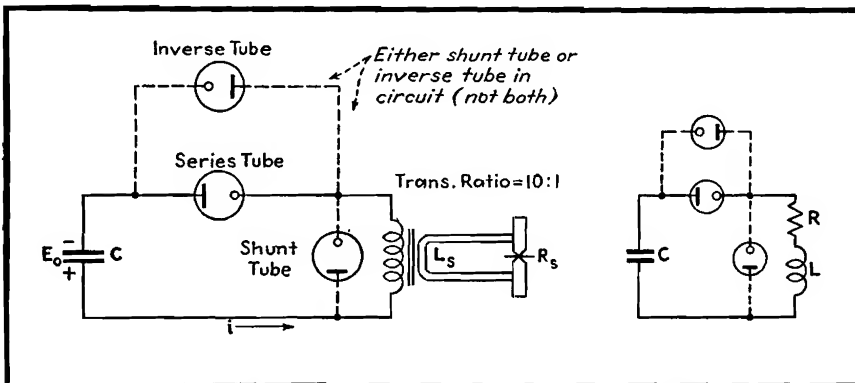 Inverse Tube
Either shunt tube or
inverse tube in
circuit (not both)
Series Tube
Trans. Ratio=10:1
E₀ - + C
Shunt
Tube
Lₛ
Rₛ
i
R
C
L